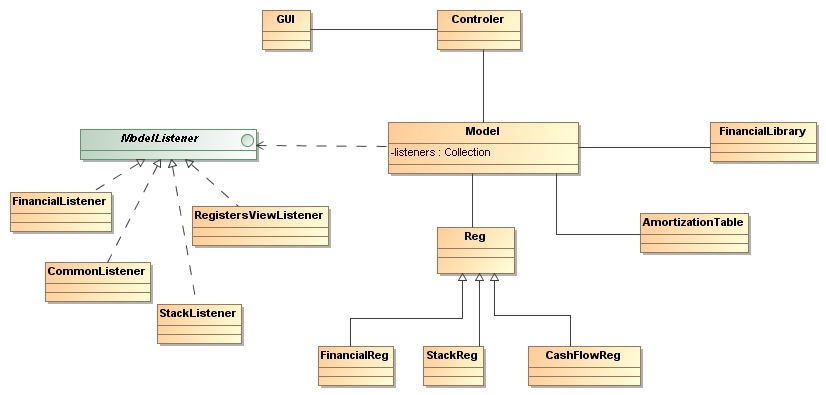 GUI
Controler
ModelListener
Model
-listeners : Collection
FinancialLibrary
FinancialListener
RegistersViewListener
Reg
AmortizationTable
CommonListener
StackListener
FinancialReg
StackReg
CashFlowReg